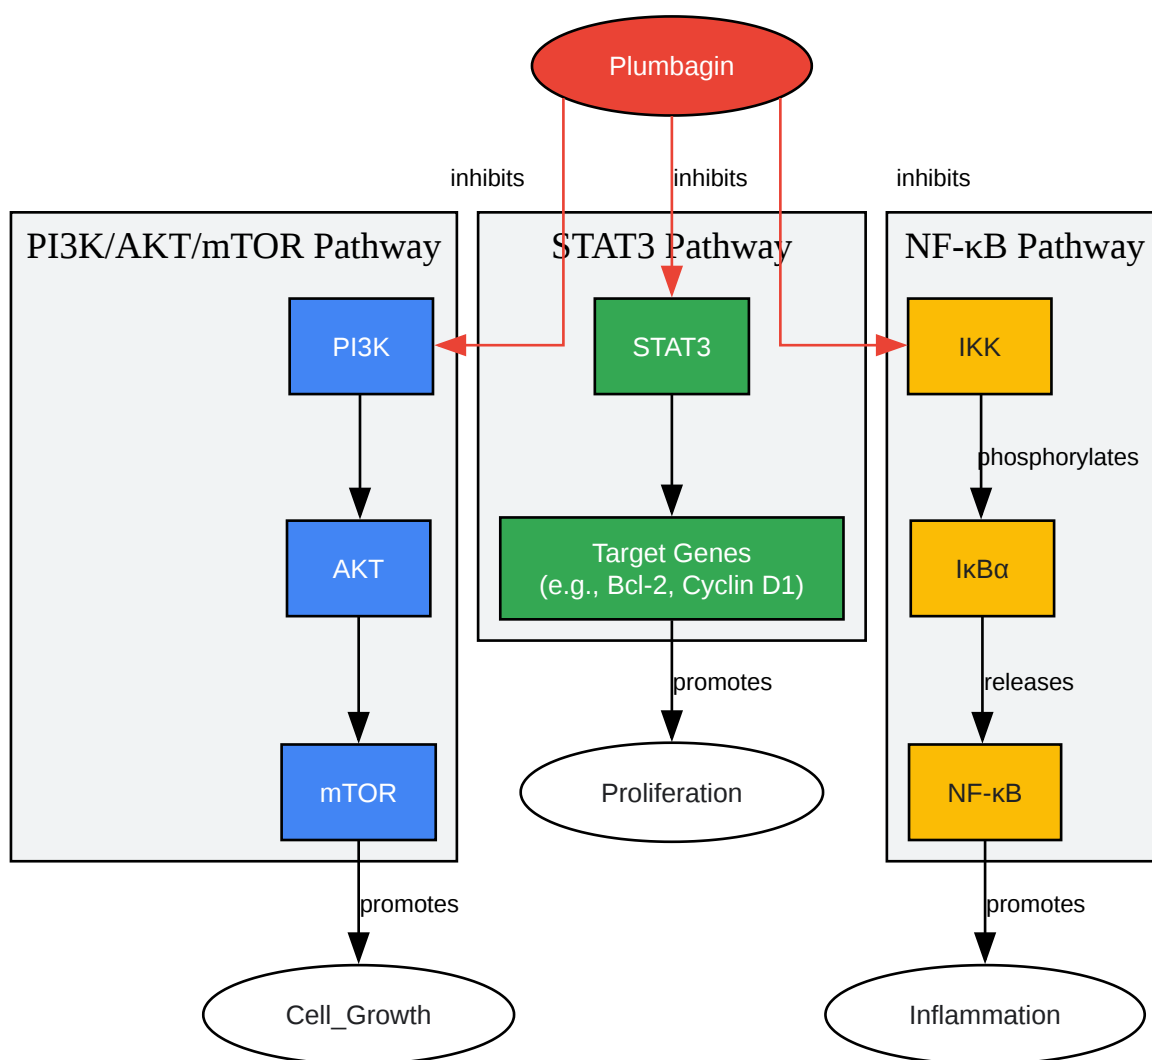 Plumbagin
inhibits
inhibits
inhibits
PI3K/AKT/mTOR Pathway
STAT3 Pathway
NF-κB Pathway
PI3K
STAT3
IKK
phosphorylates
AKT
Target Genes
(e.g., Bcl-2, Cyclin D1)
IκBα
promotes
releases
mTOR
Proliferation
NF-κB
promotes
promotes
Cell_Growth
Inflammation